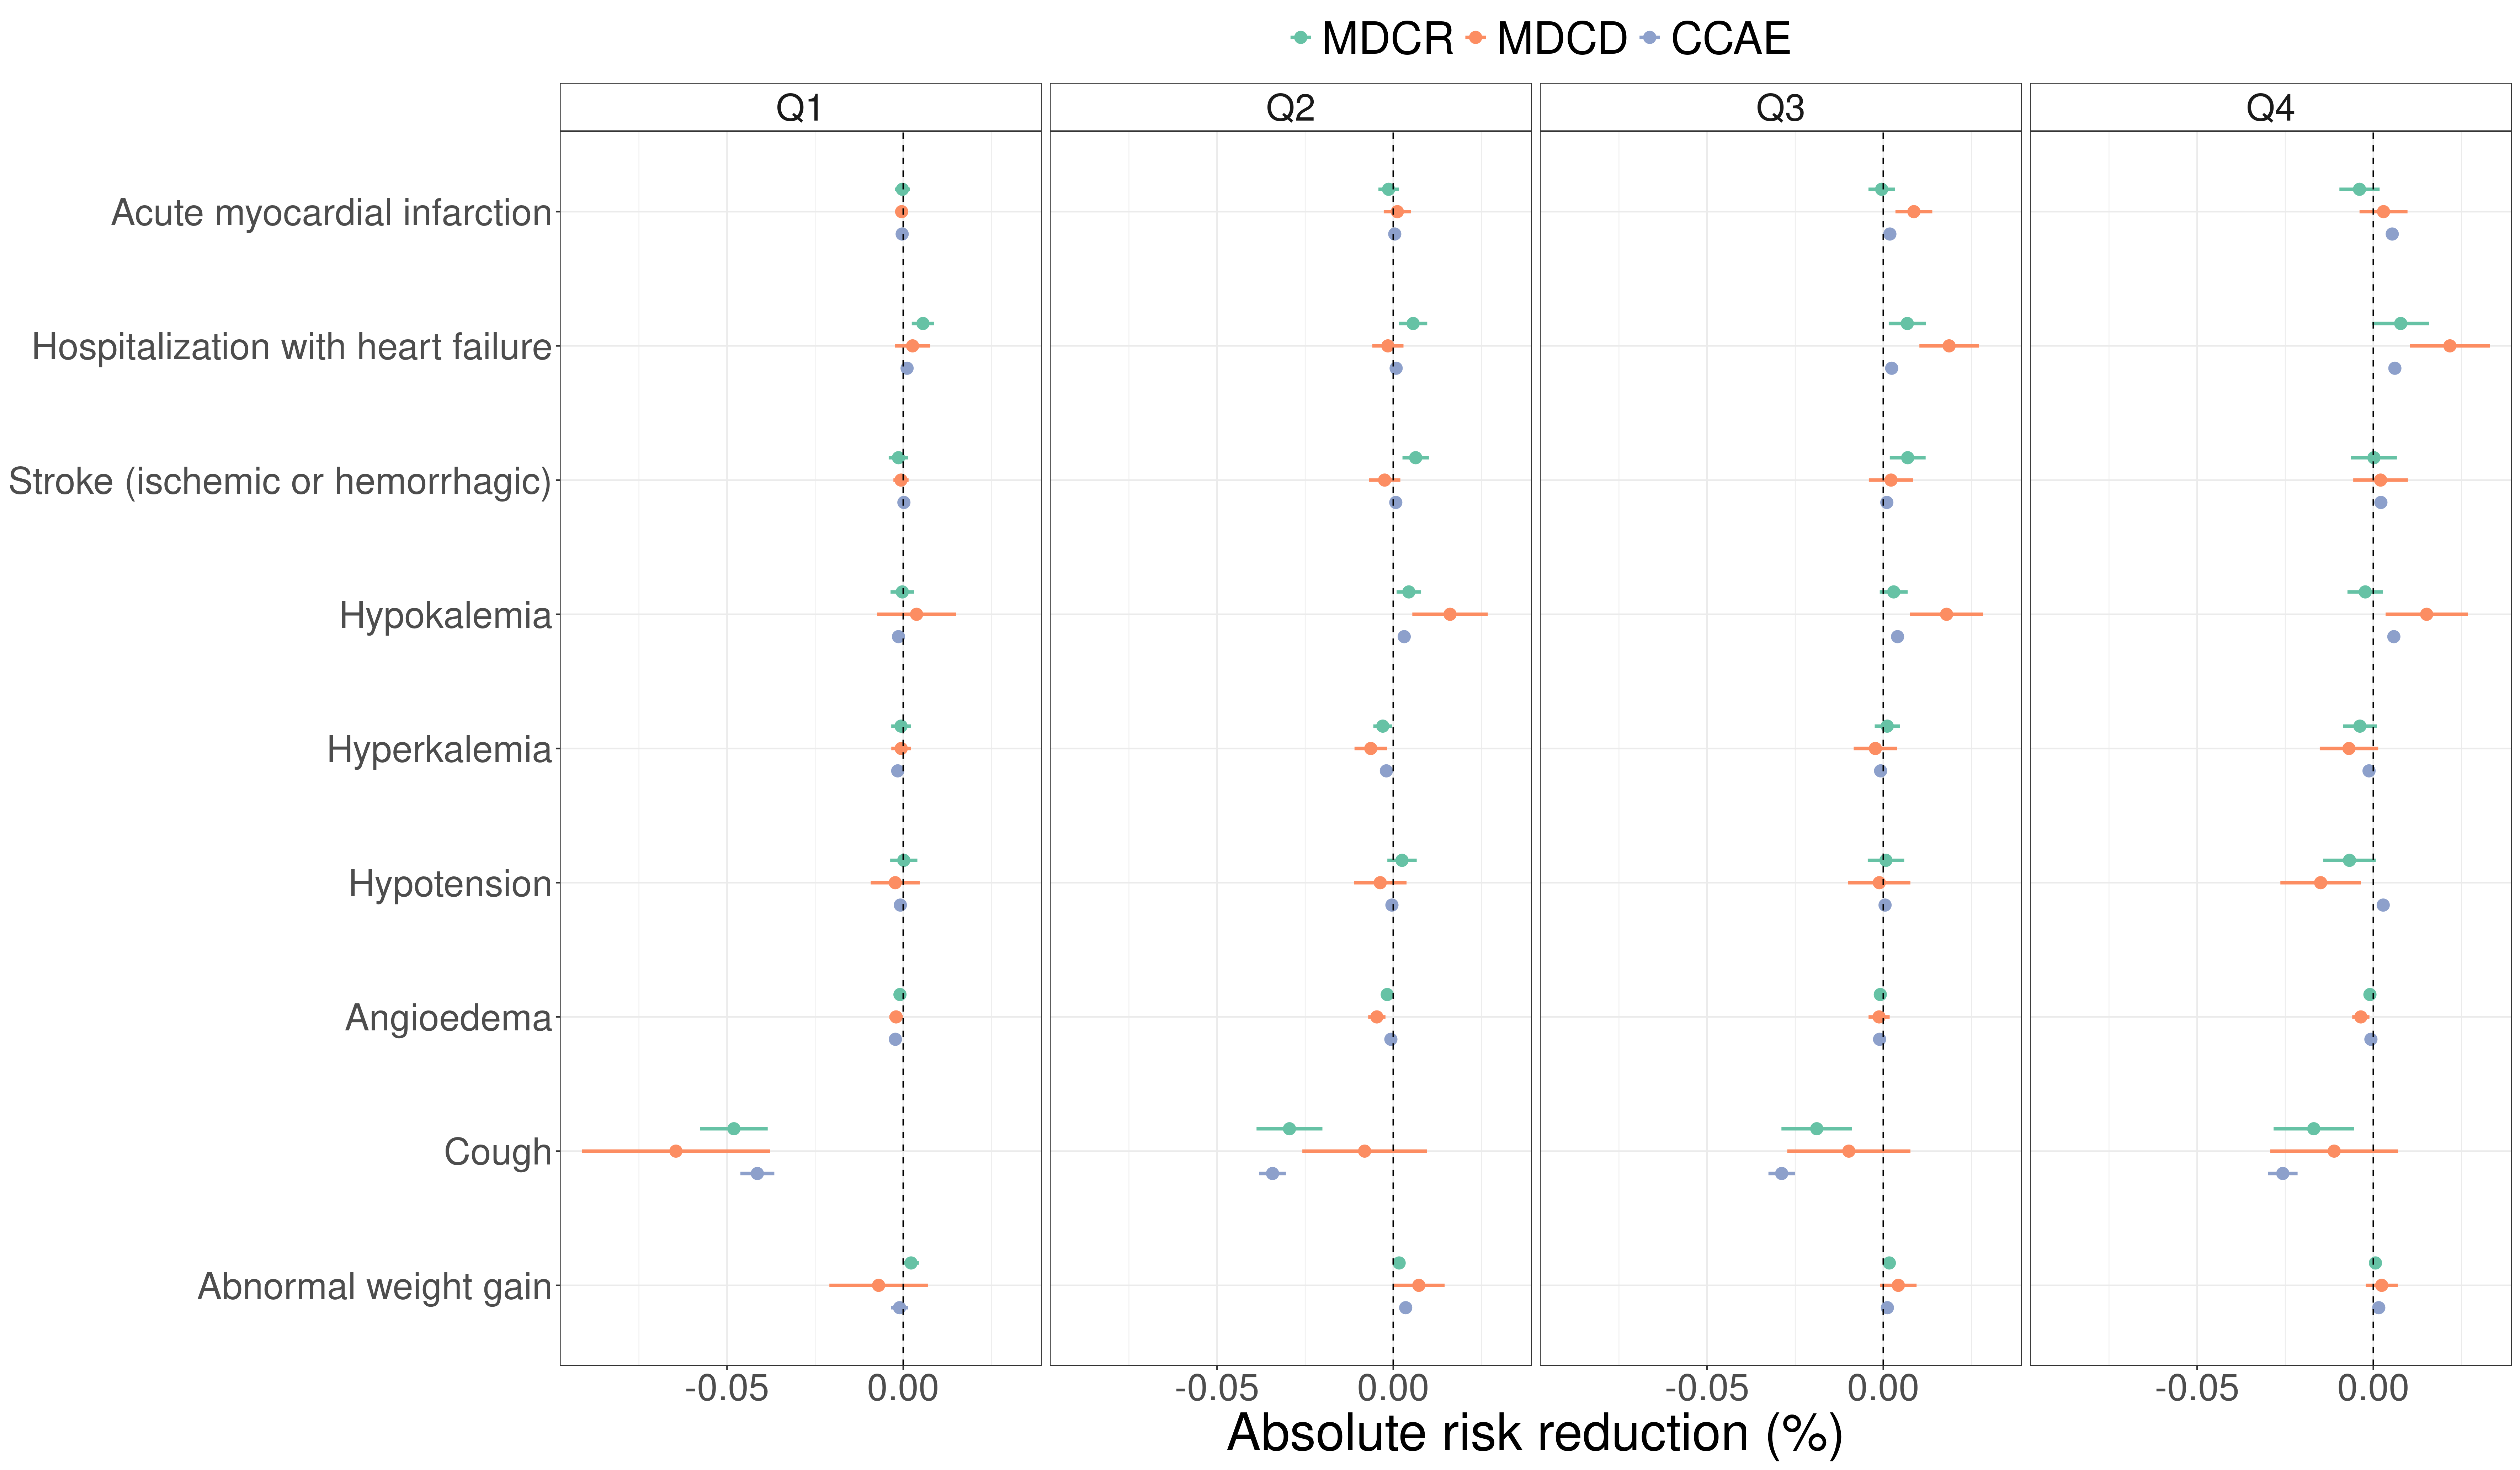 MDCR MDCD CCAE
Q1 Q2 Q3 Q4
Acute myocardial infarction
Hospitalization with heart failure
Stroke (ischemic or hemorrhagic)
Hypokalemia
Hyperkalemia
Hypotension
Angioedema
Cough
Abnormal weight gain
-0.05 0.00 -0.05 0.00 -0.05 0.00 -0.05 0.00
Absolute risk reduction (%)